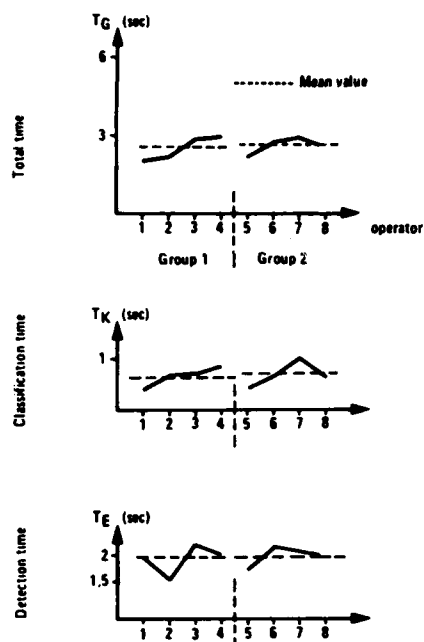 T_G (sec)
6
Mean value
3
Total time
1 2 3 4 5 6 7 8 operator
Group 1 Group 2
T_K (sec)
1
Classification time
1 2 3 4 5 6 7 8
T_E (sec)
2
1,5
Detection time
1 2 3 4 5 6 7 8